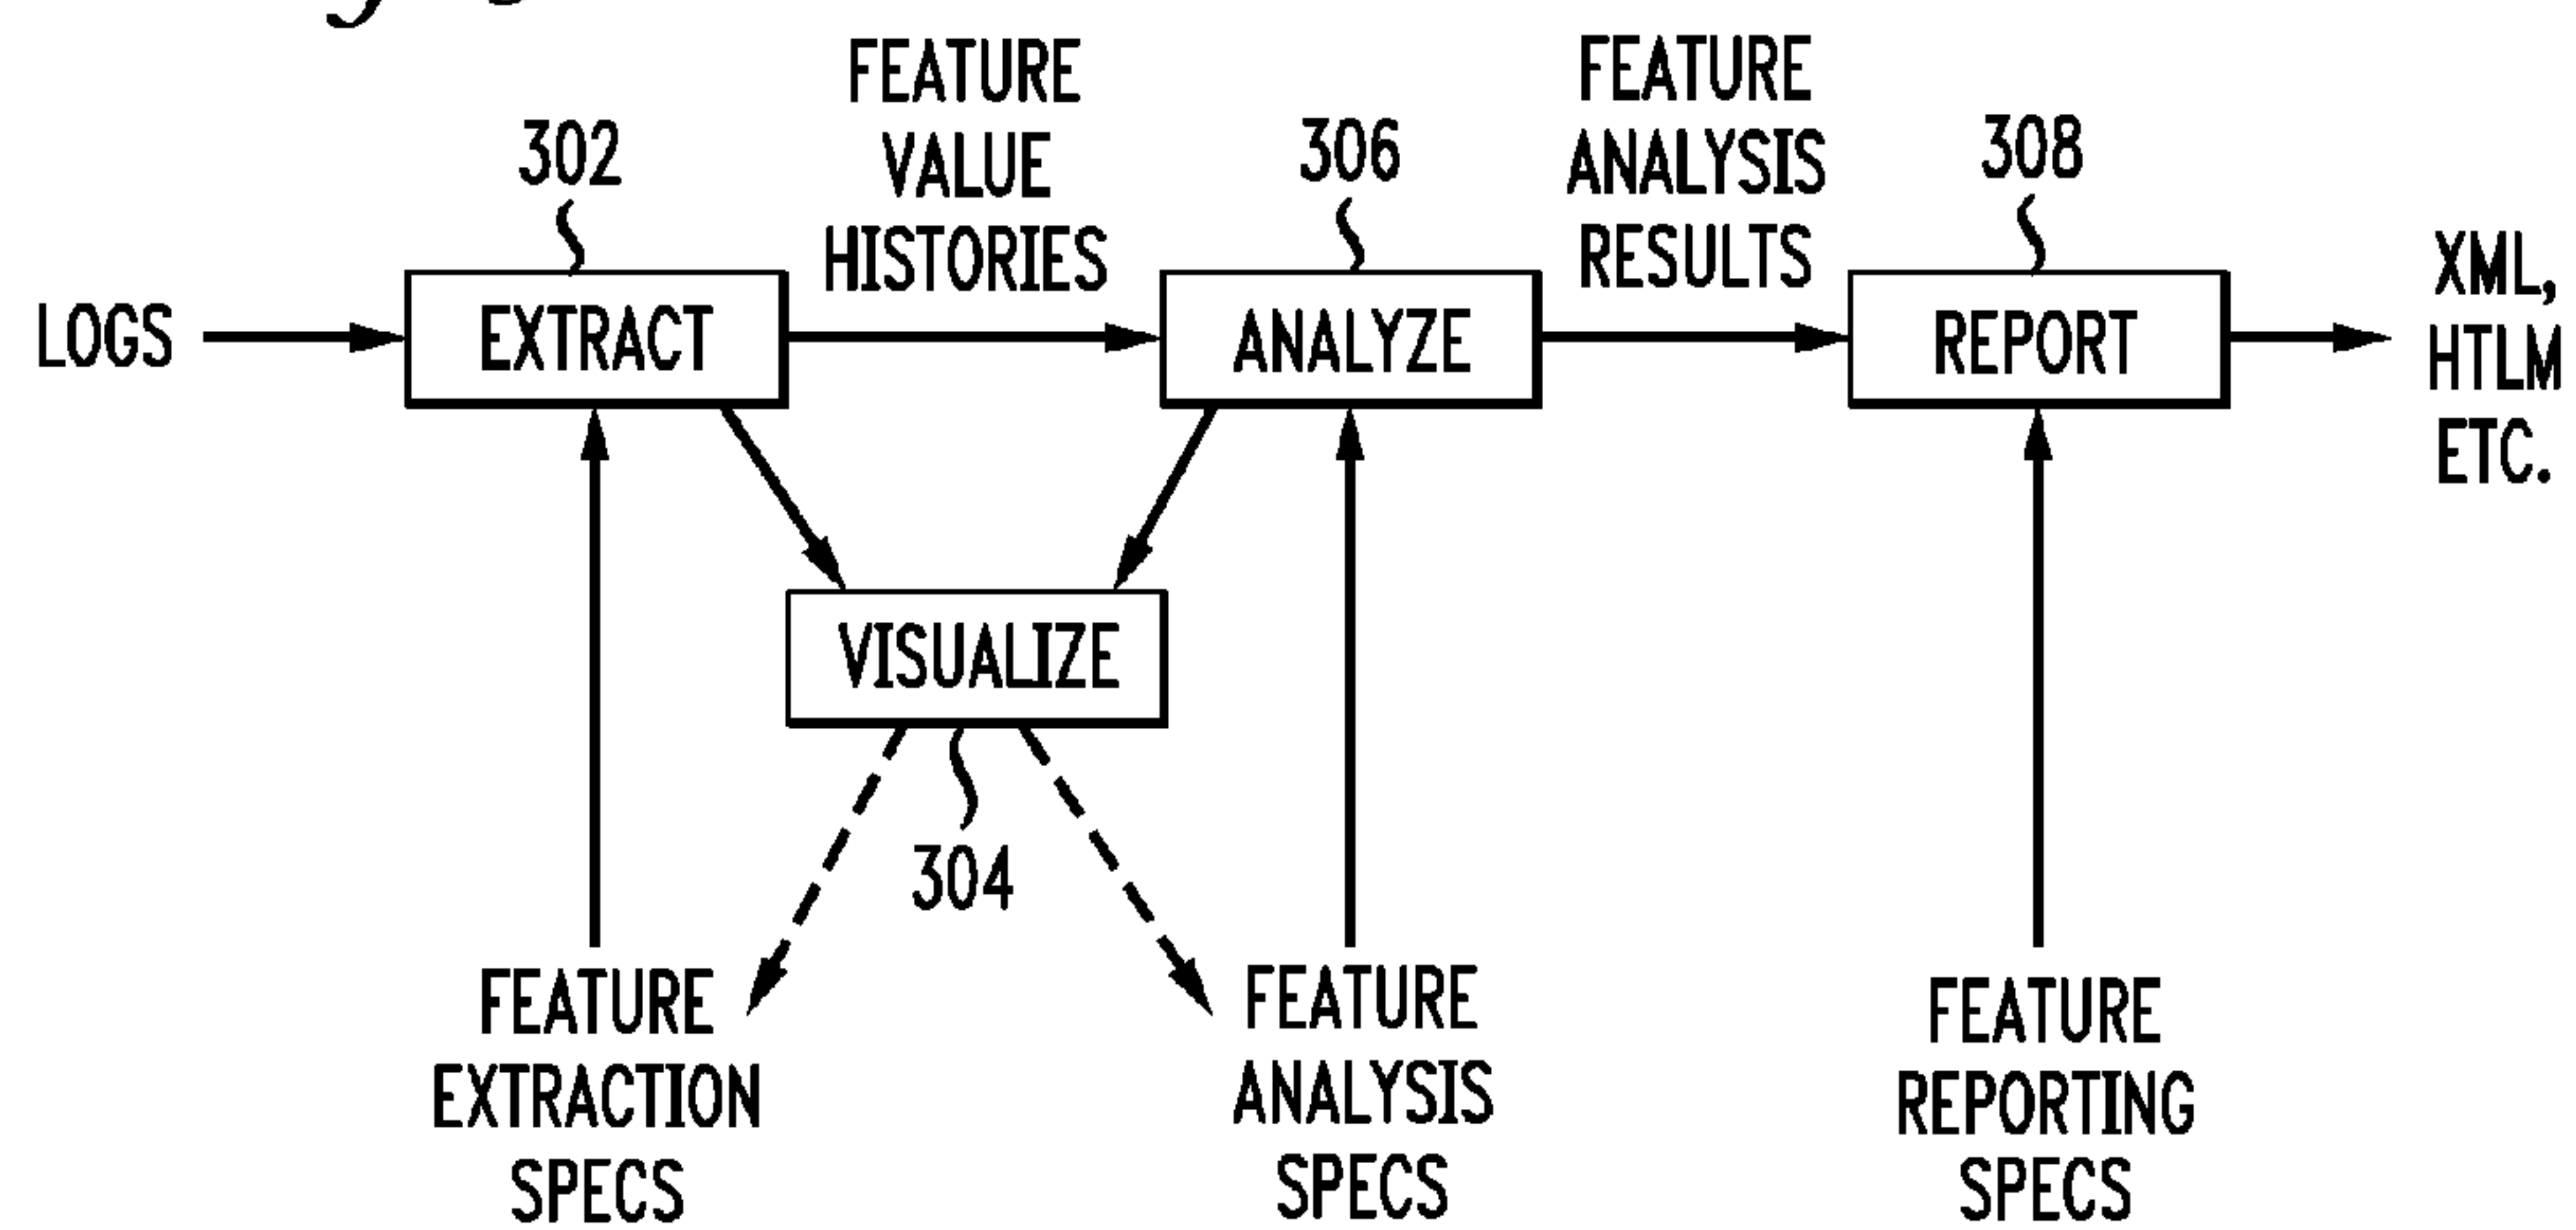 FEATURE
VALUE
HISTORIES
FEATURE
ANALYSIS
RESULTS
302
306
308
LOGS
EXTRACT
ANALYZE
REPORT
XML,
HTLM
ETC.
VISUALIZE
304
FEATURE
EXTRACTION
SPECS
FEATURE
ANALYSIS
SPECS
FEATURE
REPORTING
SPECS